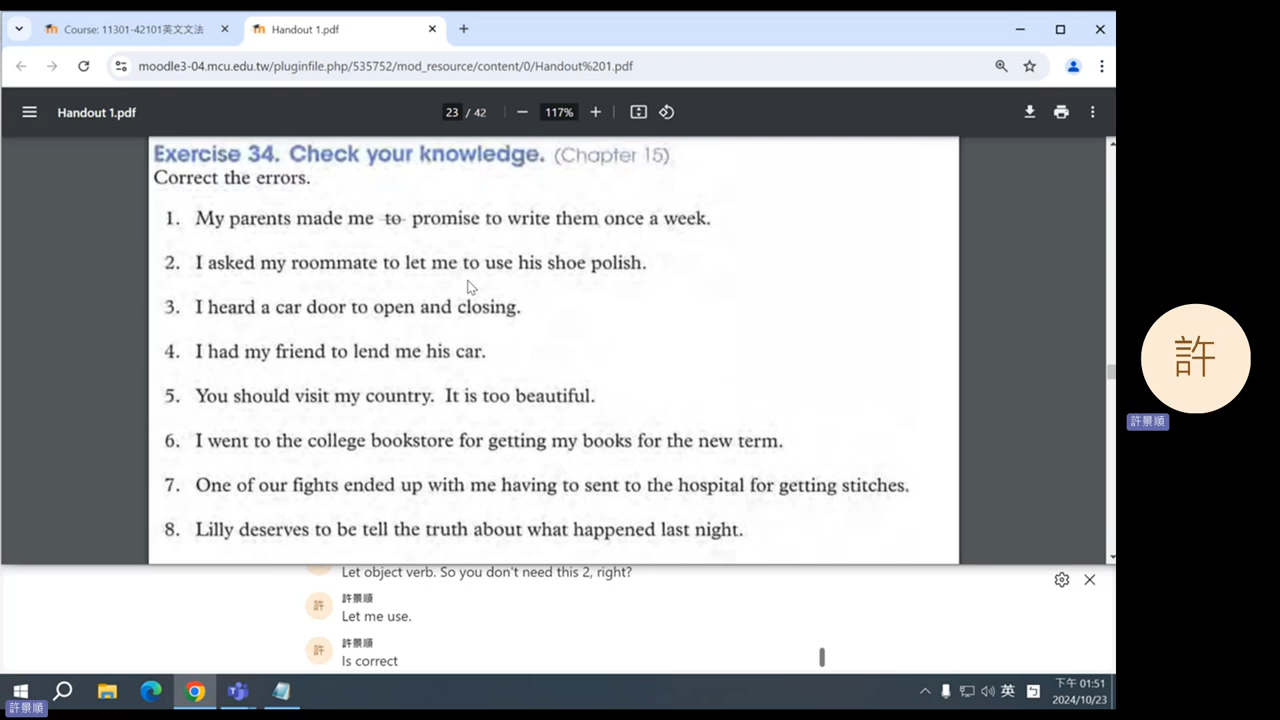 Course: 11301-42101英文文法
Handout 1.pdf
moodle3-04.mcu.edu.tw/pluginfile.php/535752/mod_resource/content/0/Handout%201.pdf
Handout 1.pdf
23 / 42
117%
Exercise 34. Check your knowledge. (Chapter 15)
Correct the errors.
1. My parents made me to promise to write them once a week.
2. I asked my roommate to let me to use his shoe polish.
3. I heard a car door to open and closing.
4. I had my friend to lend me his car.
5. You should visit my country. It is too beautiful.
6. I went to the college bookstore for getting my books for the new term.
7. One of our fights ended up with me having to sent to the hospital for getting stitches.
8. Lilly deserves to be tell the truth about what happened last night.
Let object verb. So you don't need this 2, right?
許景順
許
Let me use.
許景順
許
Is correct
許
許景順
英
下午 01:51
2024/10/23
許景順